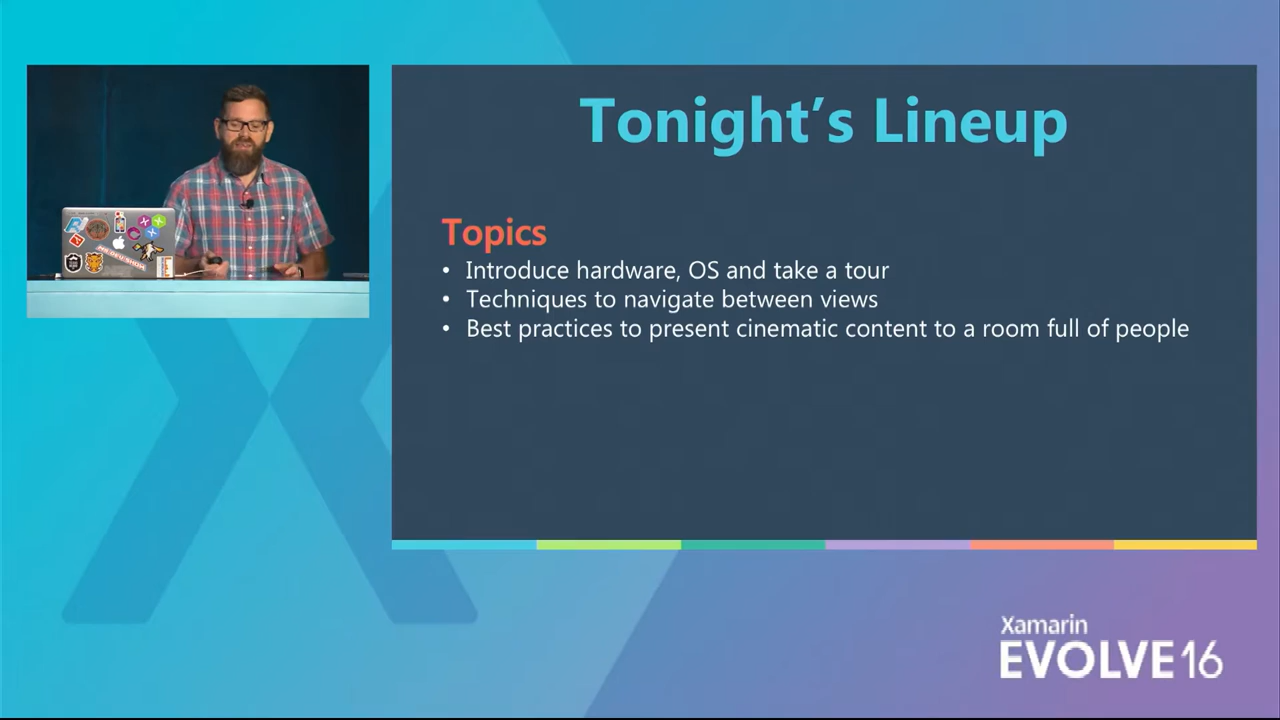 Tonight's Lineup
Topics
• Introduce hardware, OS and take a tour
• Techniques to navigate between views
• Best practices to present cinematic content to a room full of people
Xamarin
EVOLVE16